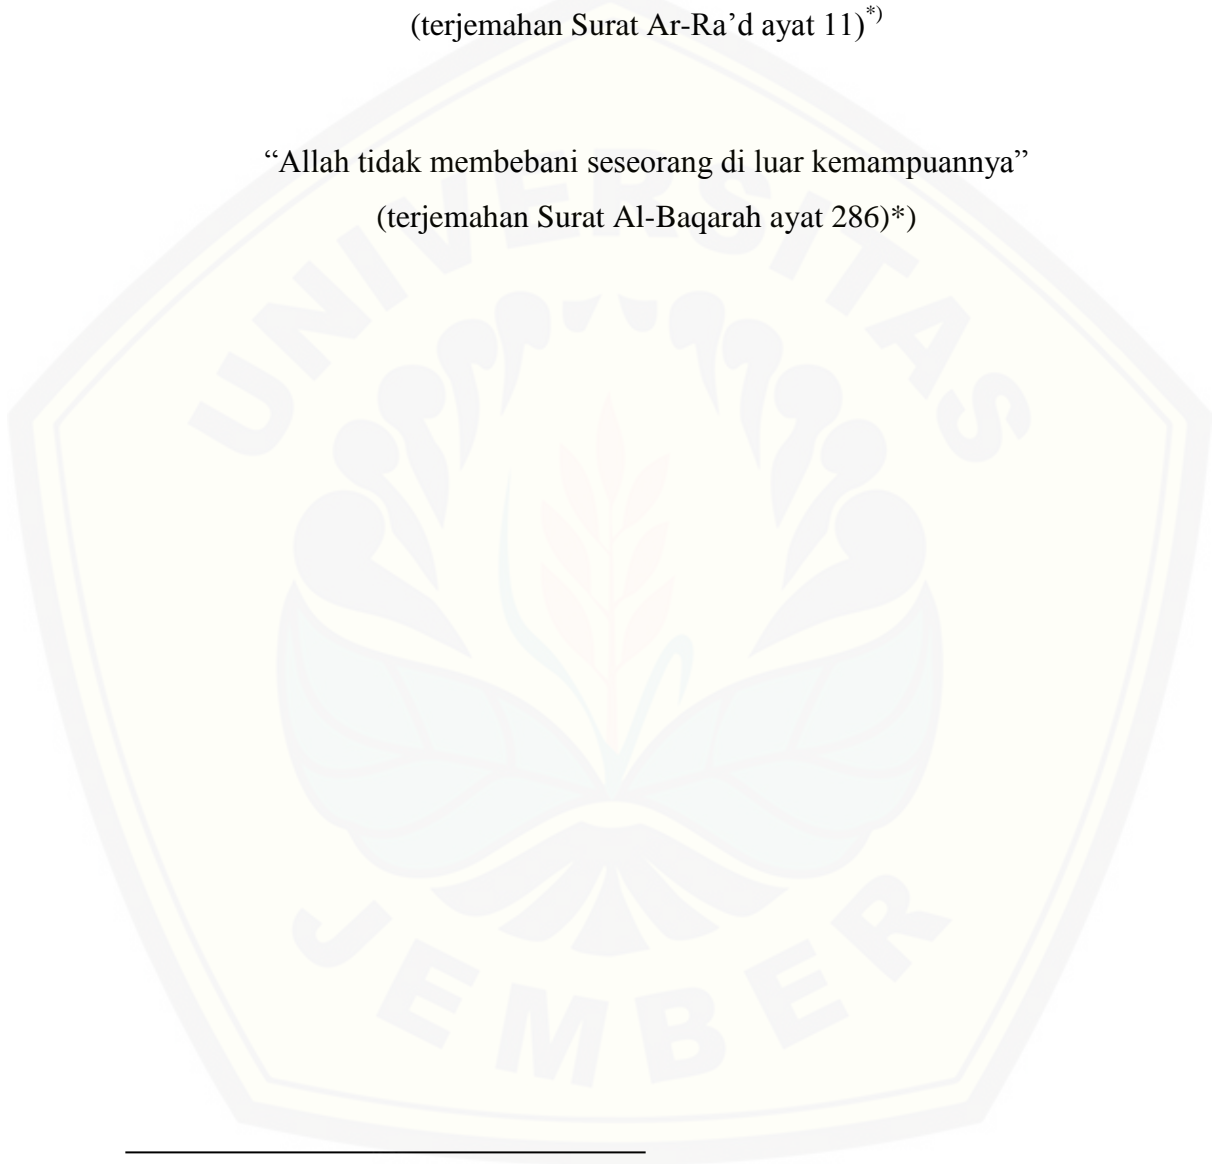 (terjemahan Surat Ar-Ra’d ayat 11)*)
“Allah tidak membebani seseorang di luar kemampuannya”
(terjemahan Surat Al-Baqarah ayat 286)*)
UNIVERSITAS
JEMBER